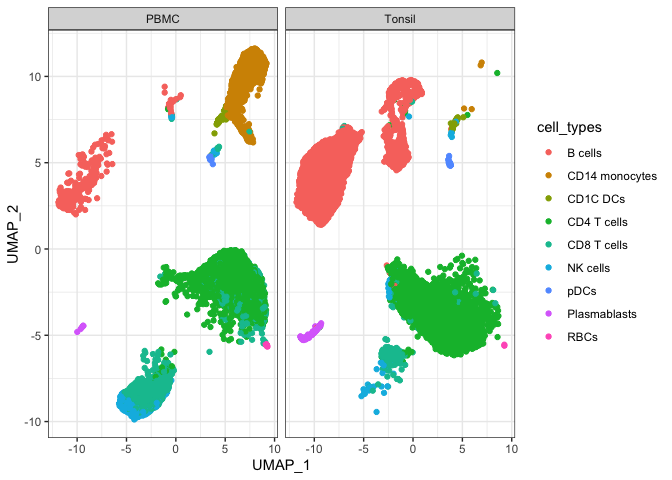 PBMC
Tonsil
10
5
0
-5
-10
UMAP_2
-10
-5
0
5
10
-10
-5
0
5
10
UMAP_1
cell_types
B cells
CD14 monocytes
CD1C DCs
CD4 T cells
CD8 T cells
NK cells
pDCs
Plasmablasts
RBCs